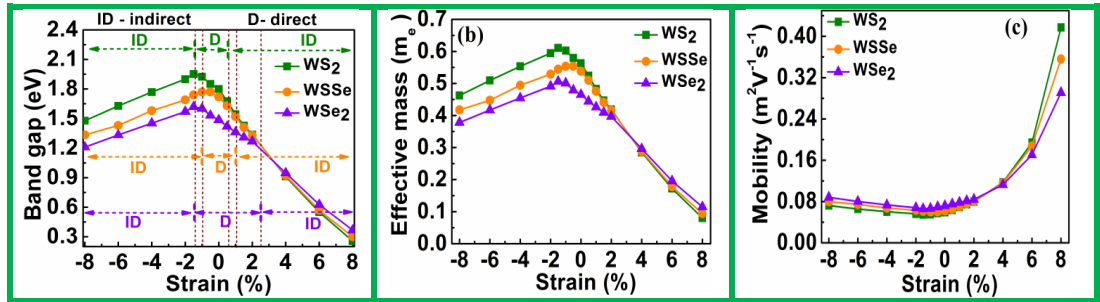 ID - indirect D- direct
2.4
2.1
1.8
1.5
1.2
0.9
0.6
0.3
ID D ID
WS2
WSSe
WSe2
ID D ID
ID D ID
-8 -6 -4 -2 0 2 4 6 8
Strain (%)
Band gap (eV)
(b)
0.7
0.6
0.5
0.4
0.3
0.2
0.1
0.0
WS2
WSSe
WSe2
-8 -6 -4 -2 0 2 4 6 8
Strain (%)
Effective mass (me)
(c)
0.40
0.32
0.24
0.16
0.08
0.00
WS2
WSSe
WSe2
-8 -6 -4 -2 0 2 4 6 8
Strain (%)
Mobility (m²V⁻¹s⁻¹)